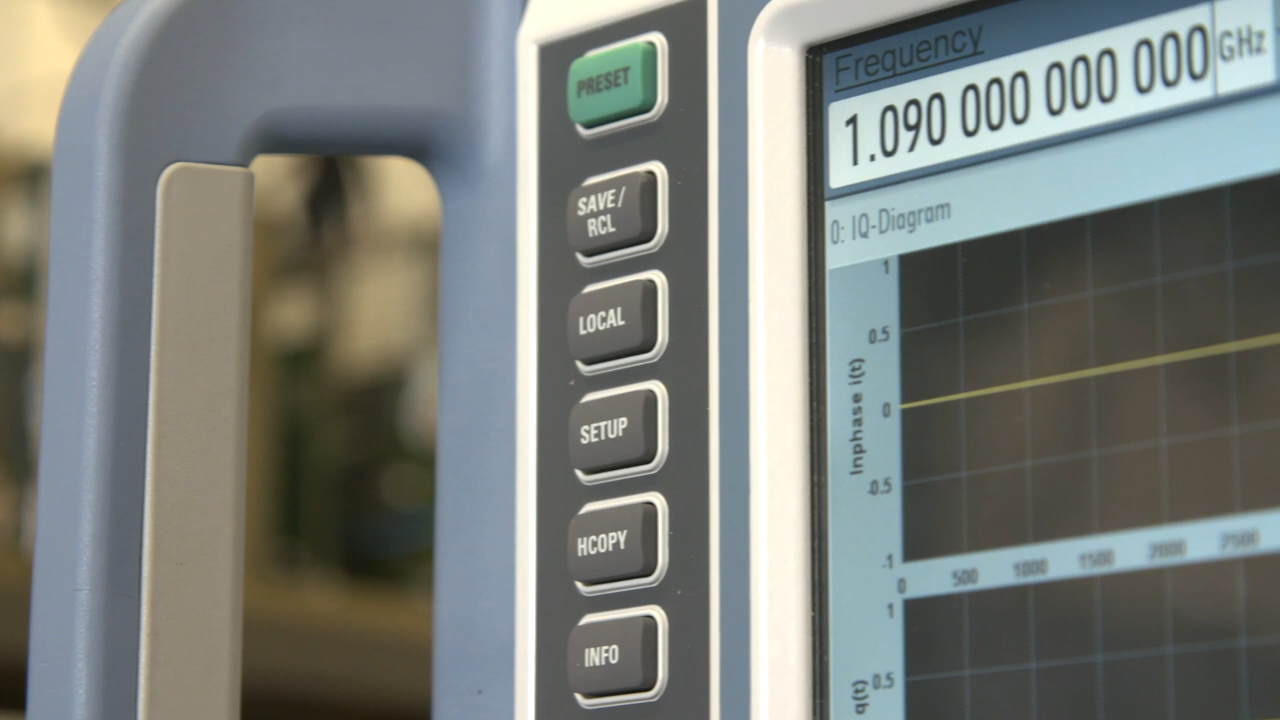 PRESET
SAVE/
RCL
LOCAL
SETUP
HCOPY
INFO
Frequency
1.090 000 000 000 GHz
0: IQ-Diagram
1
0.5
0
-0.5
-1
Inphase i(t)
0 500 1000 1500 2000 2500
1
0.5
q(t)